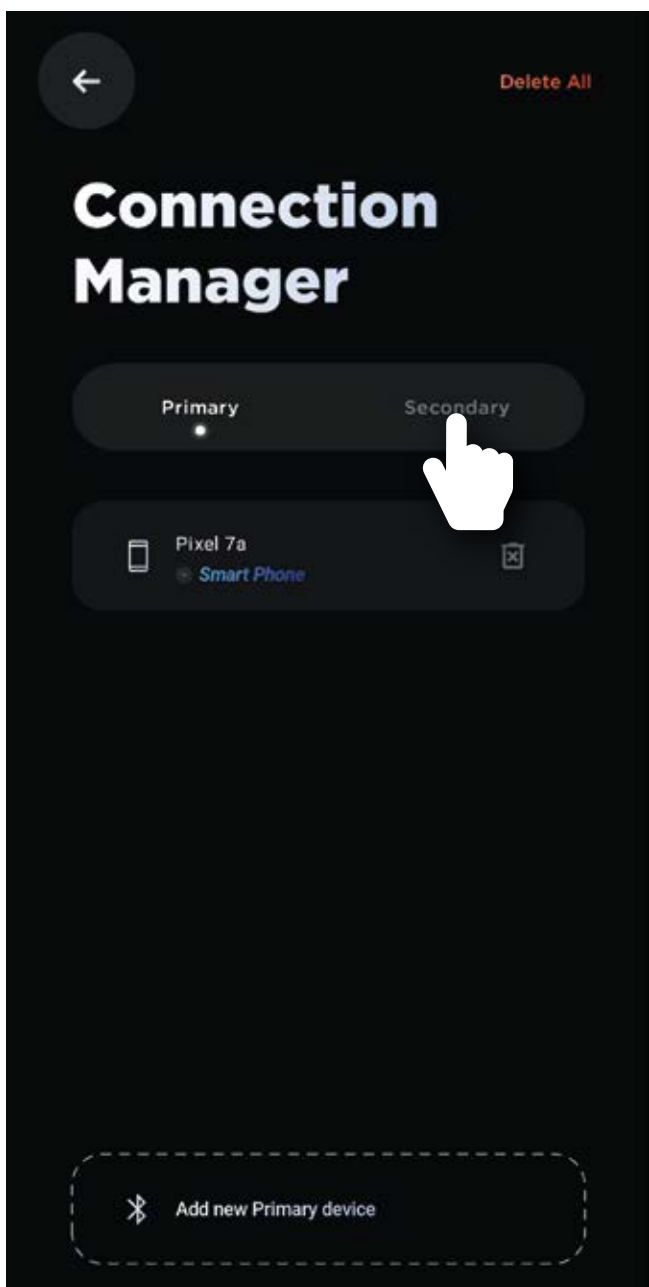 Delete All
Connection
Manager
Primary
Secondary
Pixel 7a
Smart Phone
Add new Primary device